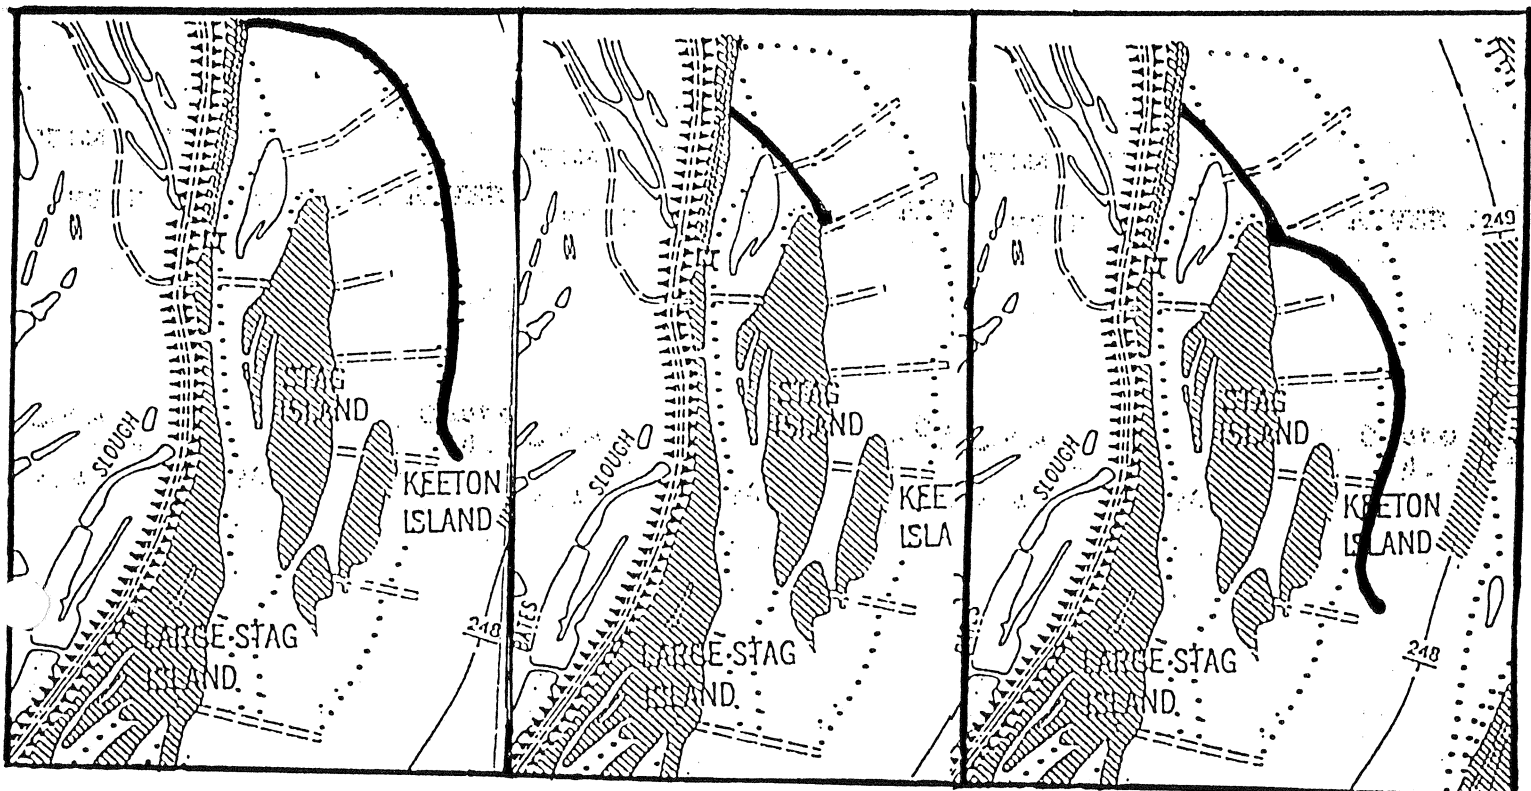 SLOUGH
STAG
ISLAND
KEETON
ISLAND
LARGE STAG
ISLAND
248
SLOUGH
STAG
ISLAND
KEE
ISLA
LARGE STAG
ISLAND
249
SLOUGH
STAG
ISLAND
KEETON
ISLAND
LARGE STAG
ISLAND
248